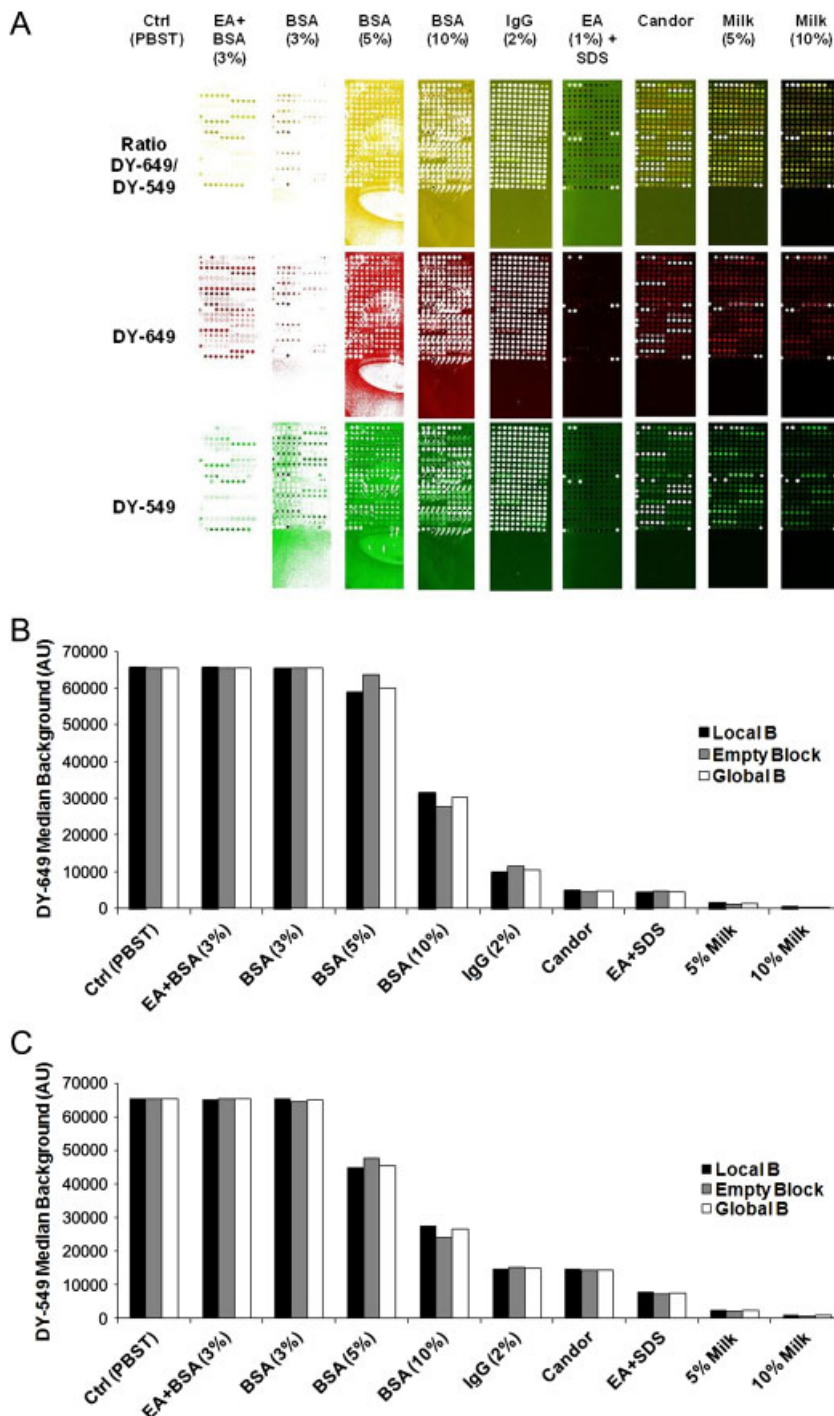 A
Ctrl (PBST)
EA+ BSA (3%)
BSA (3%)
BSA (5%)
BSA (10%)
IgG (2%)
EA (1%) + SDS
Candor
Milk (5%)
Milk (10%)
Ratio
DY-649/
DY-549
DY-649
DY-549
B
DY-649 Median Background (AU)
70000
60000
50000
40000
30000
20000
10000
0
Local B
Empty Block
Global B
Ctrl (PBST)
EA+BSA (3%)
BSA (3%)
BSA (5%)
BSA (10%)
IgG (2%)
Candor
EA+SDS
5% Milk
10% Milk
C
DY-549 Median Background (AU)
70000
60000
50000
40000
30000
20000
10000
0
Local B
Empty Block
Global B
Ctrl (PBST)
EA+BSA (3%)
BSA (3%)
BSA (5%)
BSA (10%)
IgG (2%)
Candor
EA+SDS
5% Milk
10% Milk